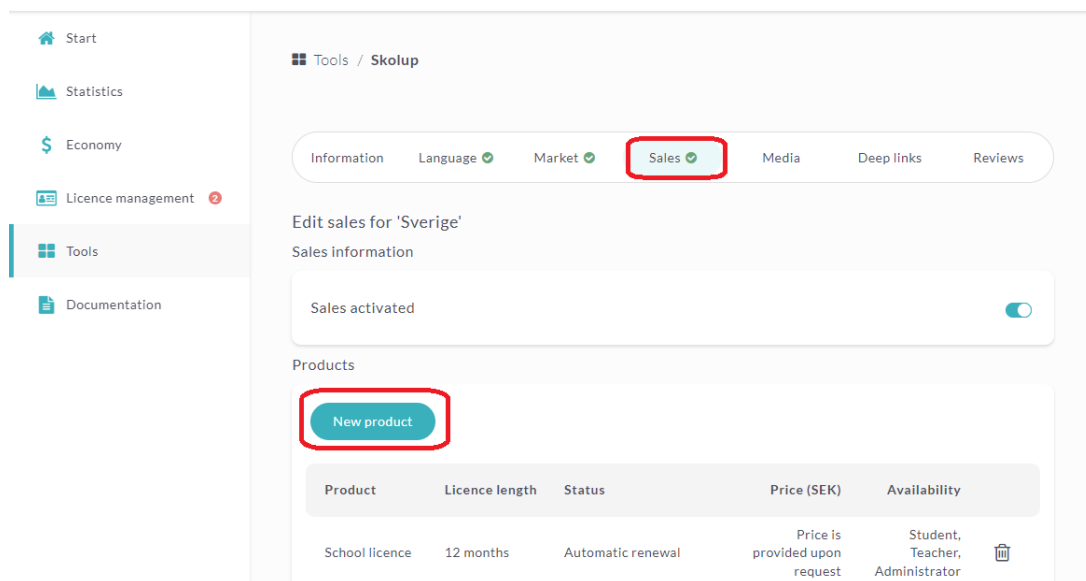 Start
Statistics
Economy
Licence management 2
Tools
Documentation
Tools / Skolup
Information Language Market Sales Media Deep links Reviews
Edit sales for 'Sverige'
Sales information
Sales activated
Products
New product
Product Licence length Status Price (SEK) Availability
School licence 12 months Automatic renewal Price is provided upon request Student, Teacher, Administrator